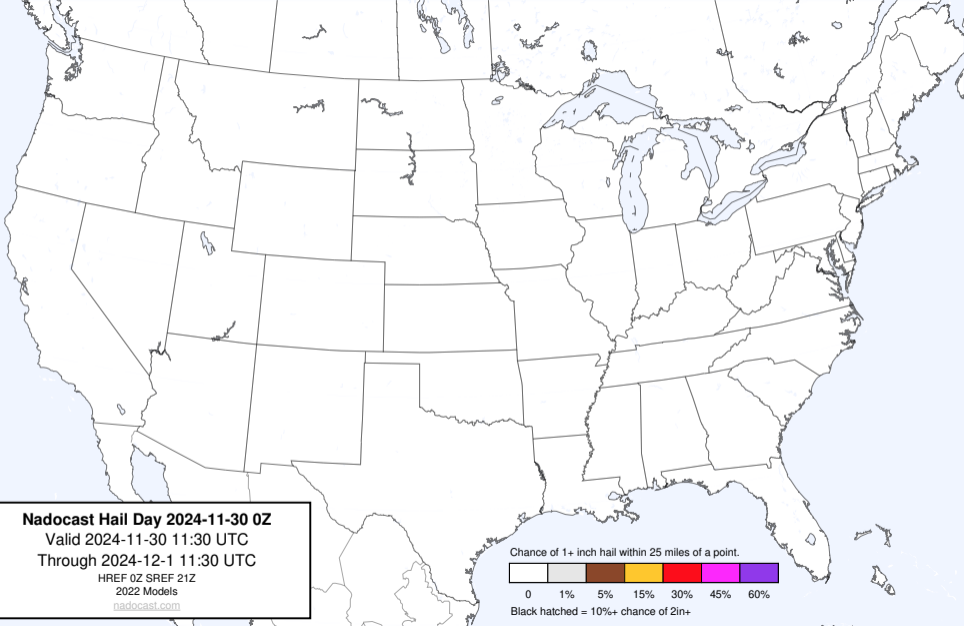 Nadocast Hail Day 2024-11-30 0Z
Valid 2024-11-30 11:30 UTC
Through 2024-12-1 11:30 UTC
HREF 0Z SREF 21Z
2022 Models
nadocast.com
Chance of 1+ inch hail within 25 miles of a point.
0 1% 5% 15% 30% 45% 60%
Black hatched = 10%+ chance of 2in+